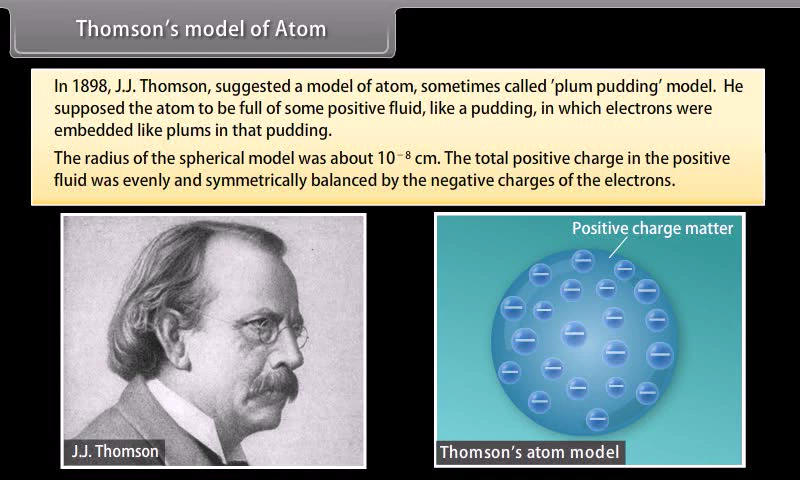 Thomson's model of Atom
In 1898, J.J. Thomson, suggested a model of atom, sometimes called 'plum pudding' model. He
supposed the atom to be full of some positive fluid, like a pudding, in which electrons were
embedded like plums in that pudding.
The radius of the spherical model was about 10⁻⁸ cm. The total positive charge in the positive
fluid was evenly and symmetrically balanced by the negative charges of the electrons.
J.J. Thomson
Positive charge matter
Thomson's atom model